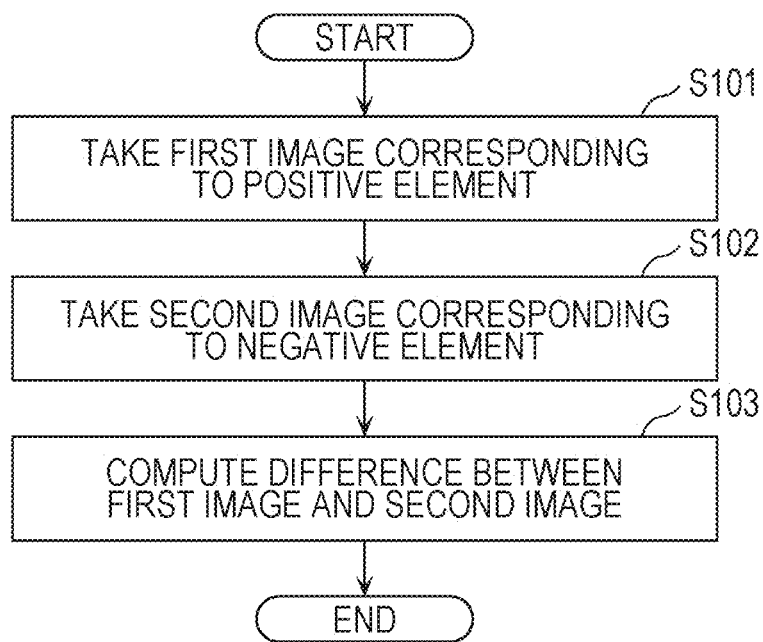 START
S101
TAKE FIRST IMAGE CORRESPONDING
TO POSITIVE ELEMENT
S102
TAKE SECOND IMAGE CORRESPONDING
TO NEGATIVE ELEMENT
S103
COMPUTE DIFFERENCE BETWEEN
FIRST IMAGE AND SECOND IMAGE
END